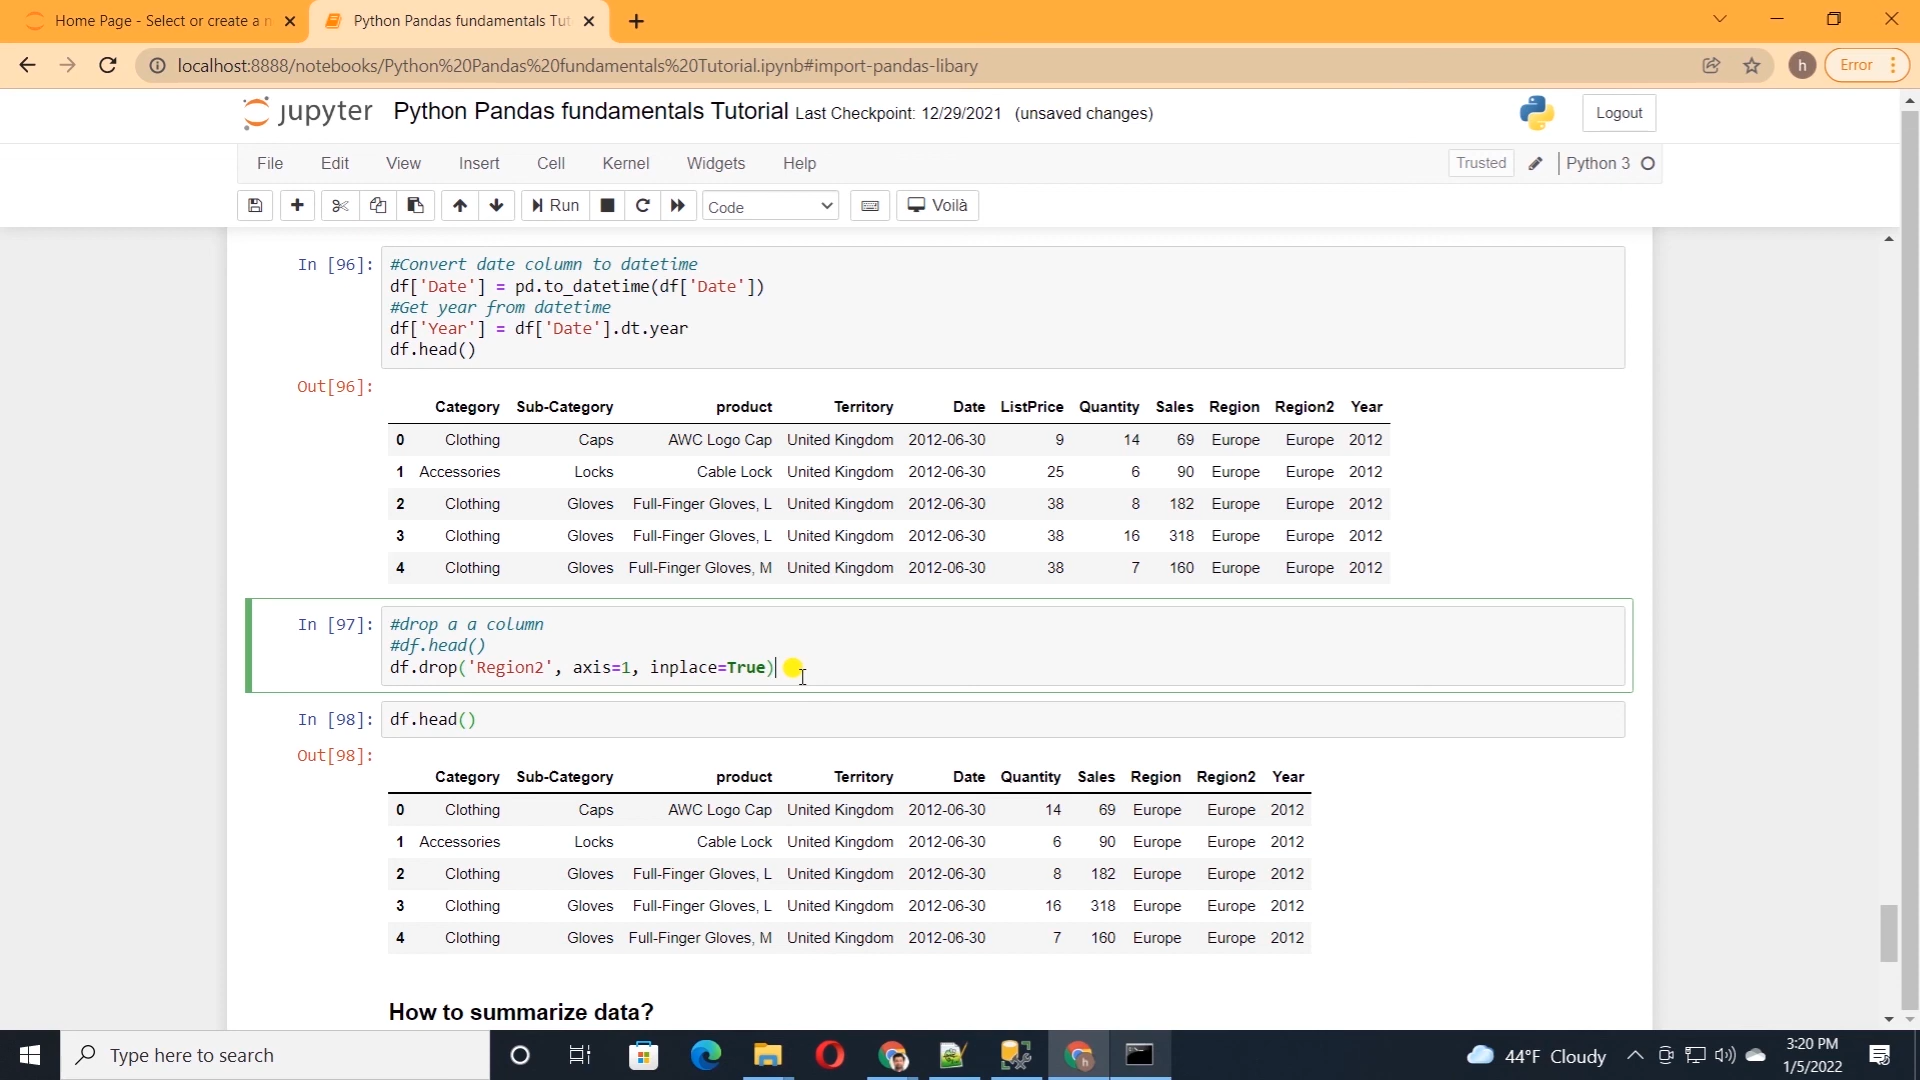 Home Page - Select or create a n
Python Pandas fundamentals Tut
localhost:8888/notebooks/Python%20Pandas%20fundamentals%20Tutorial.ipynb#import-pandas-libary
h
Error
jupyter Python Pandas fundamentals Tutorial Last Checkpoint: 12/29/2021 (unsaved changes)
Logout
File Edit View Insert Cell Kernel Widgets Help
Trusted Python 3
Run Code Voilà
In [96]: #Convert date column to datetime
df['Date'] = pd.to_datetime(df['Date'])
#Get year from datetime
df['Year'] = df['Date'].dt.year
df.head()
Out[96]:
Category Sub-Category product Territory Date ListPrice Quantity Sales Region Region2 Year
0 Clothing Caps AWC Logo Cap United Kingdom 2012-06-30 9 14 69 Europe Europe 2012
1 Accessories Locks Cable Lock United Kingdom 2012-06-30 25 6 90 Europe Europe 2012
2 Clothing Gloves Full-Finger Gloves, L United Kingdom 2012-06-30 38 8 182 Europe Europe 2012
3 Clothing Gloves Full-Finger Gloves, L United Kingdom 2012-06-30 38 16 318 Europe Europe 2012
4 Clothing Gloves Full-Finger Gloves, M United Kingdom 2012-06-30 38 7 160 Europe Europe 2012
In [97]: #drop a a column
#df.head()
df.drop('Region2', axis=1, inplace=True)
In [98]: df.head()
Out[98]:
Category Sub-Category product Territory Date Quantity Sales Region Region2 Year
0 Clothing Caps AWC Logo Cap United Kingdom 2012-06-30 14 69 Europe Europe 2012
1 Accessories Locks Cable Lock United Kingdom 2012-06-30 6 90 Europe Europe 2012
2 Clothing Gloves Full-Finger Gloves, L United Kingdom 2012-06-30 8 182 Europe Europe 2012
3 Clothing Gloves Full-Finger Gloves, L United Kingdom 2012-06-30 16 318 Europe Europe 2012
4 Clothing Gloves Full-Finger Gloves, M United Kingdom 2012-06-30 7 160 Europe Europe 2012
How to summarize data?
Type here to search
44°F Cloudy
3:20 PM
1/5/2022